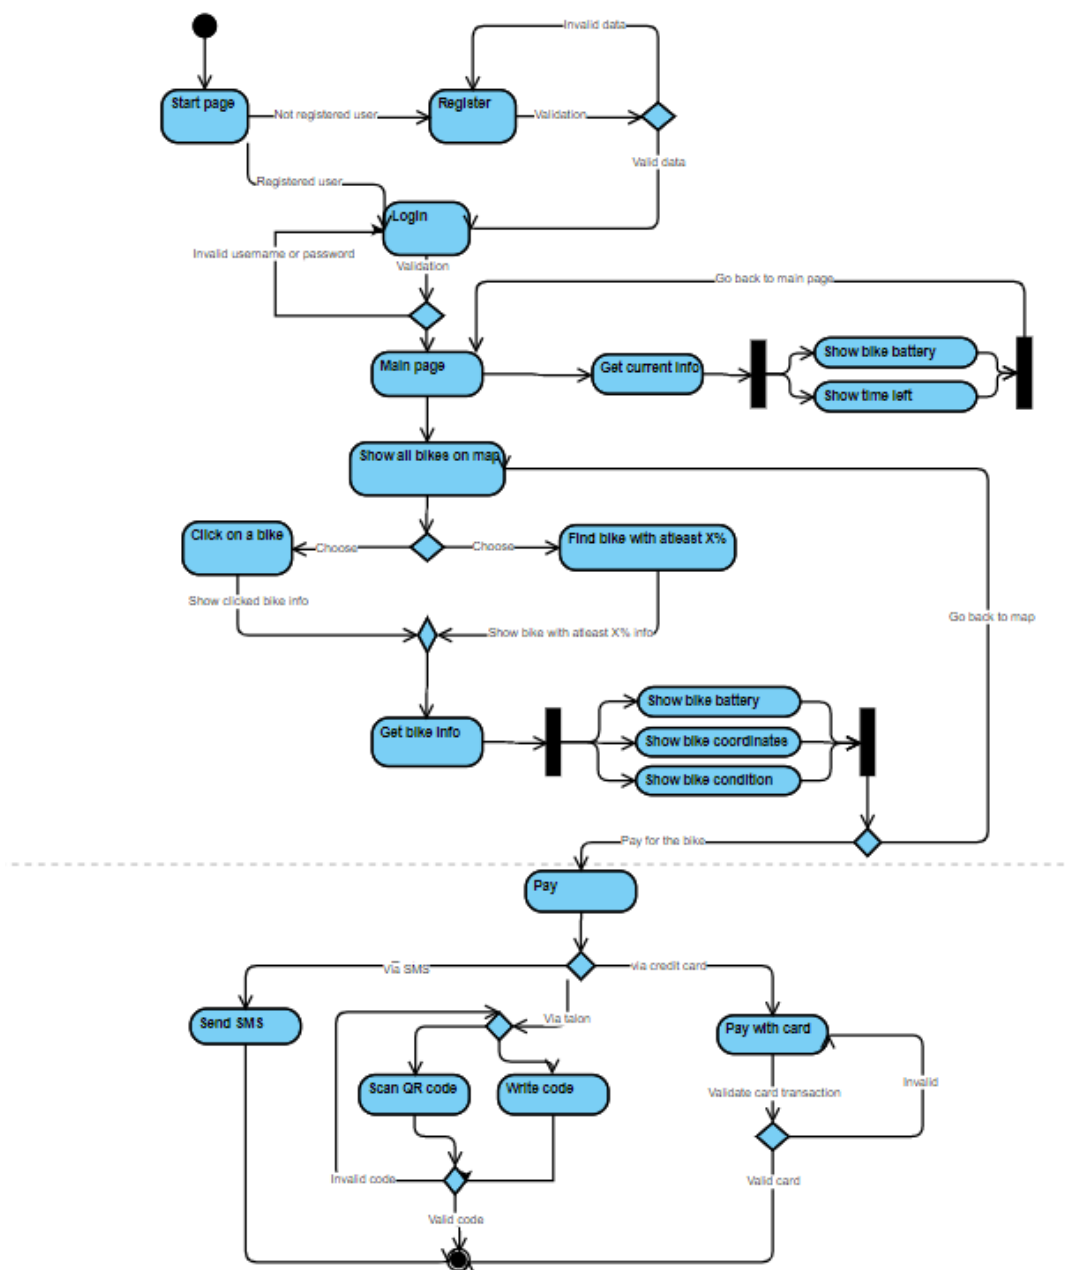 Invalid data
Start page
Register
Not registered user
Validation
Valid data
Registered user
Login
Invalid username or password
Validation
Go back to main page
Main page
Get current info
Show bike battery
Show time left
Show all bikes on map
Click on a bike
Choose
Choose
Find bike with atleast X%
Show clicked bike info
Show bike with atleast X% info
Go back to map
Get bike info
Show bike battery
Show bike coordinates
Show bike condition
Pay for the bike
Pay
Via SMS
via credit card
Send SMS
Via talon
Pay with card
Scan QR code
Write code
Invalid
Validate card transaction
Invalid code
Valid card
Valid code